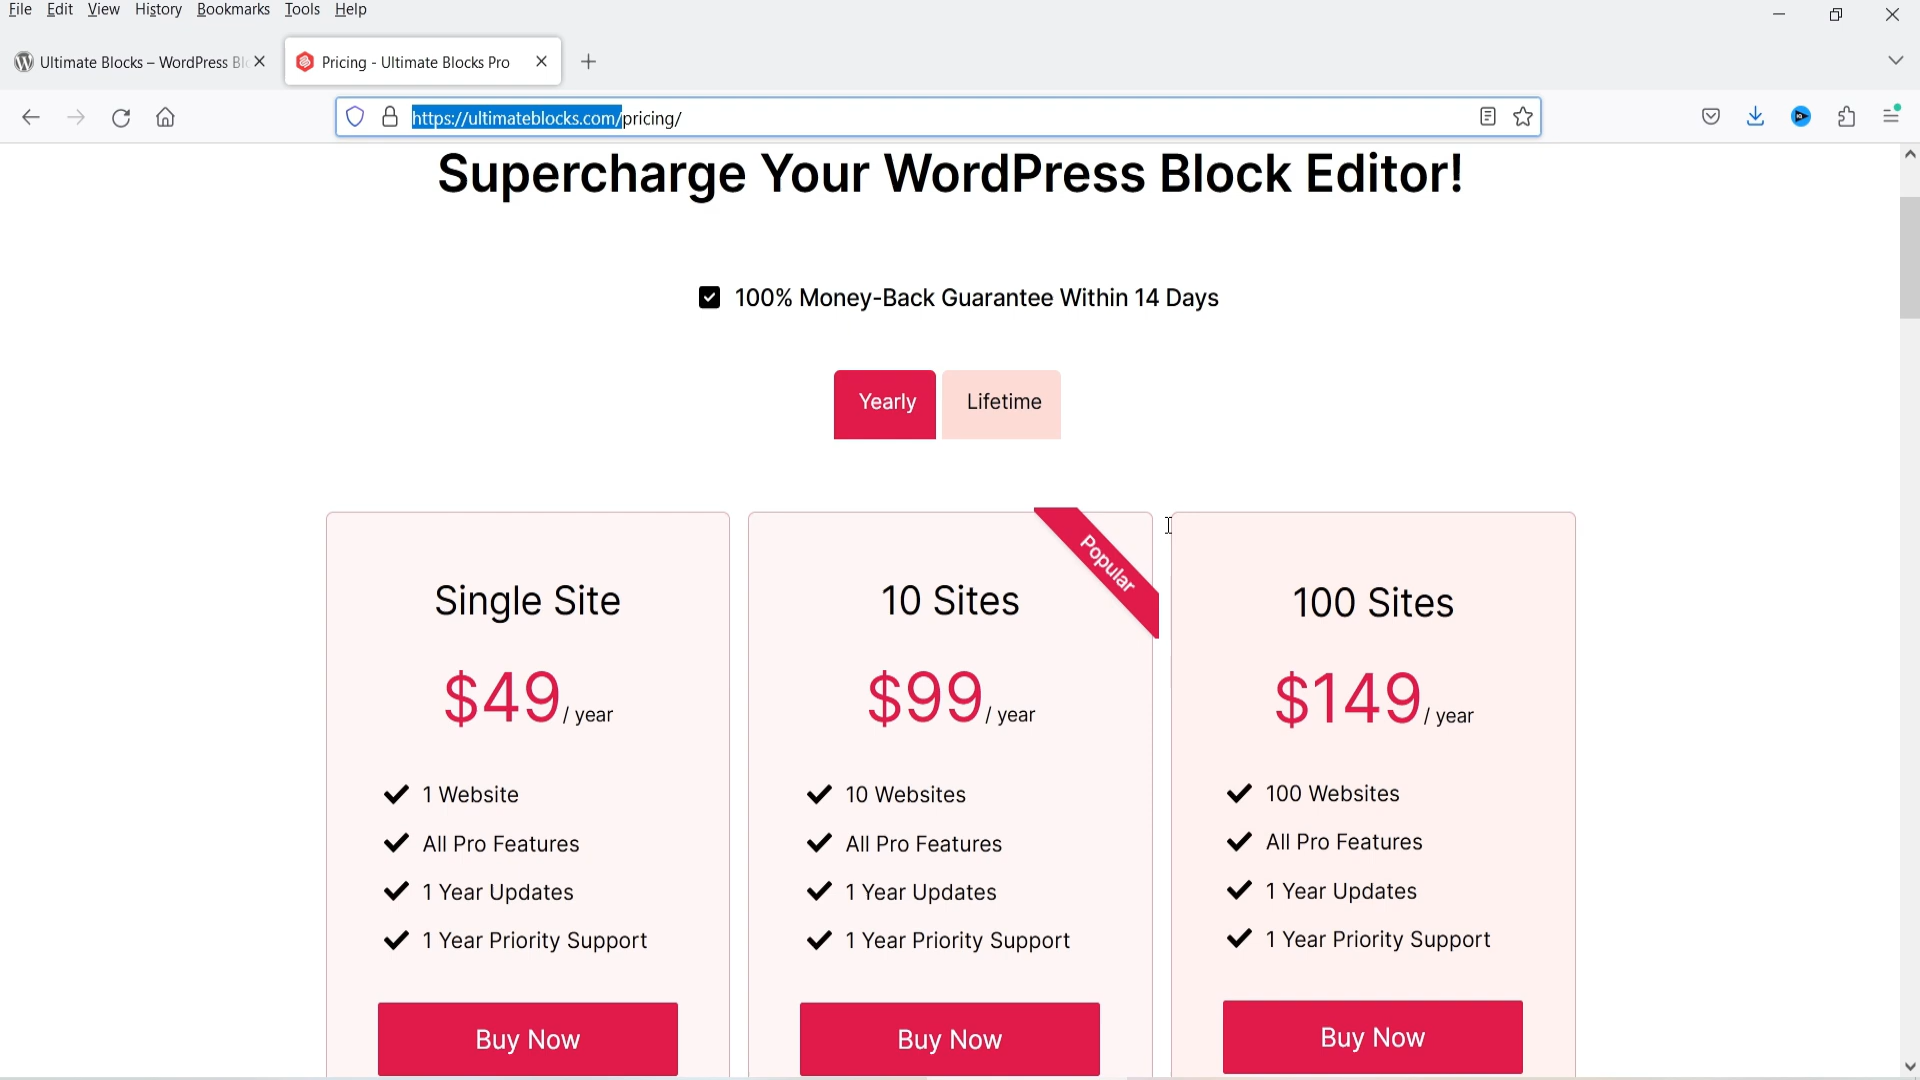 File Edit View History Bookmarks Tools Help
Ultimate Blocks – WordPress Blo
Pricing - Ultimate Blocks Pro
https://ultimateblocks.com/pricing/
Supercharge Your WordPress Block Editor!
100% Money-Back Guarantee Within 14 Days
Yearly
Lifetime
Popular
Single Site
$49/ year
1 Website
All Pro Features
1 Year Updates
1 Year Priority Support
Buy Now
10 Sites
$99/ year
10 Websites
All Pro Features
1 Year Updates
1 Year Priority Support
Buy Now
100 Sites
$149/ year
100 Websites
All Pro Features
1 Year Updates
1 Year Priority Support
Buy Now